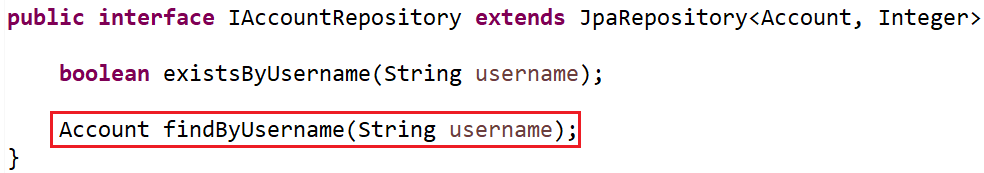 public interface IAccountRepository extends JpaRepository<Account, Integer>
boolean existsByUsername(String username);
Account findByUsername(String username);
}